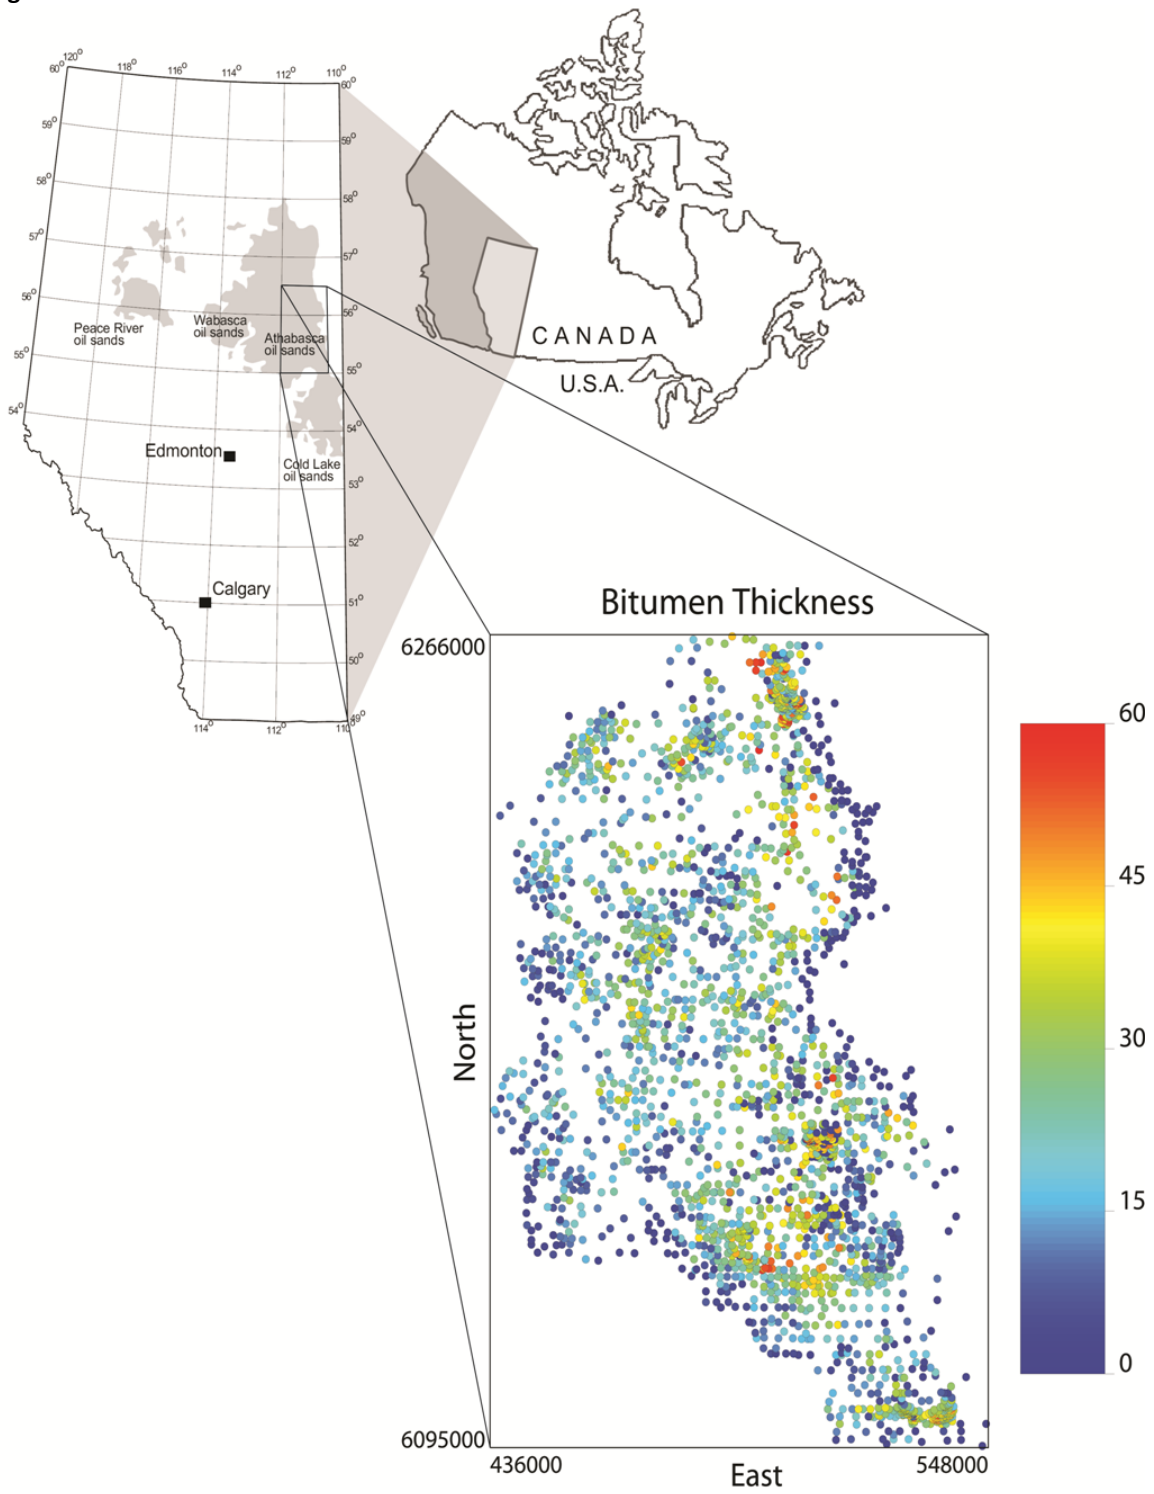 120°
60°
118°
116°
114°
112°
110°
60°
59°
59°
58°
58°
57°
57°
56°
56°
Peace River
oil sands
Wabasca
oil sands
Athabasca
oil sands
55°
55°
54°
54°
Edmonton
Cold Lake
oil sands
53°
52°
Calgary
51°
50°
49°
114°
112°
110°
CANADA
U.S.A.
Bitumen Thickness
6266000
North
6095000
436000
548000
East
60
45
30
15
0